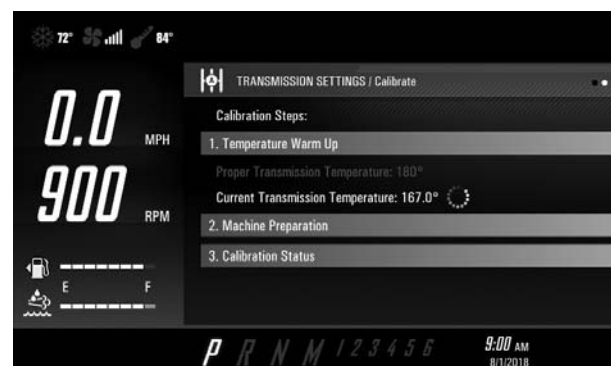 72° 84°
TRANSMISSION SETTINGS / Calibrate
Calibration Steps:
0.0 MPH
1. Temperature Warm Up
Proper Transmission Temperature: 180°
Current Transmission Temperature: 167.0°
900 RPM
2. Machine Preparation
3. Calibration Status
E F
P R N M 1 2 3 4 5 6
9:00 AM
8/1/2018